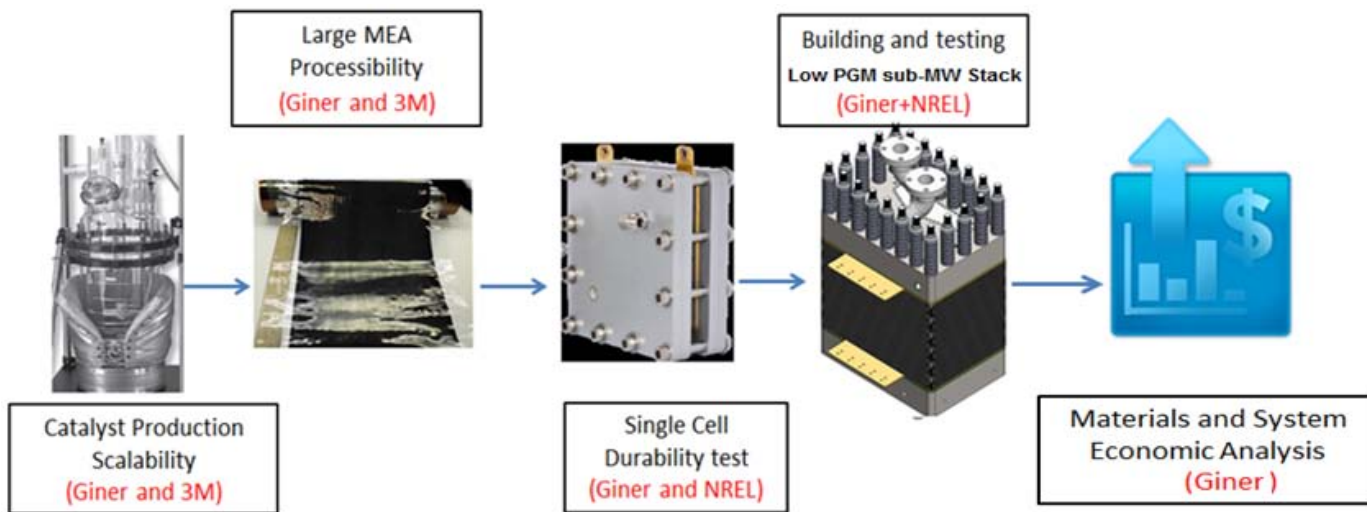 Large MEA
Processibility
(Giner and 3M)
Building and testing
Low PGM sub-MW Stack
(Giner+NREL)
$
Catalyst Production
Scalability
(Giner and 3M)
Single Cell
Durability test
(Giner and NREL)
Materials and System
Economic Analysis
(Giner )